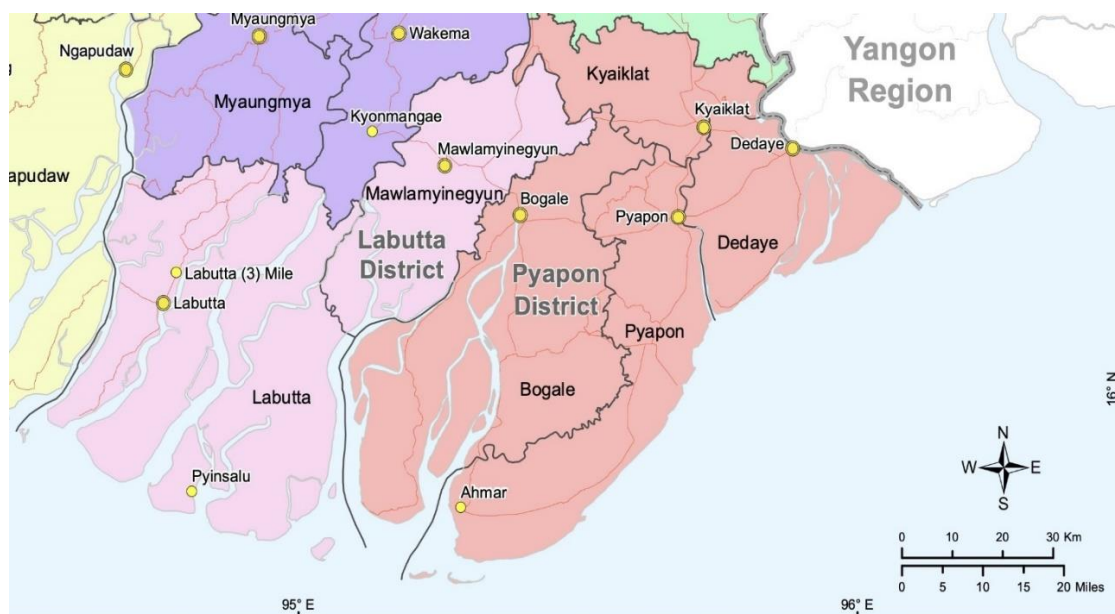 Myaungmya
Wakema
Ngapudaw
Kyaiklat
Yangon
Region
Myaungmya
Kyonmangae
Kyaiklat
Dedaye
Mawlamyinegyun
apudaw
Mawlamyinegyun
Bogale
Pyapon
Dedaye
Labutta
District
Pyapon
District
Labutta (3) Mile
Labutta
Pyapon
Labutta
Bogale
16° N
Pyinsalu
Ahmar
N
W
E
S
0 10 20 30 Km
0 5 10 15 20 Miles
95° E
96° E